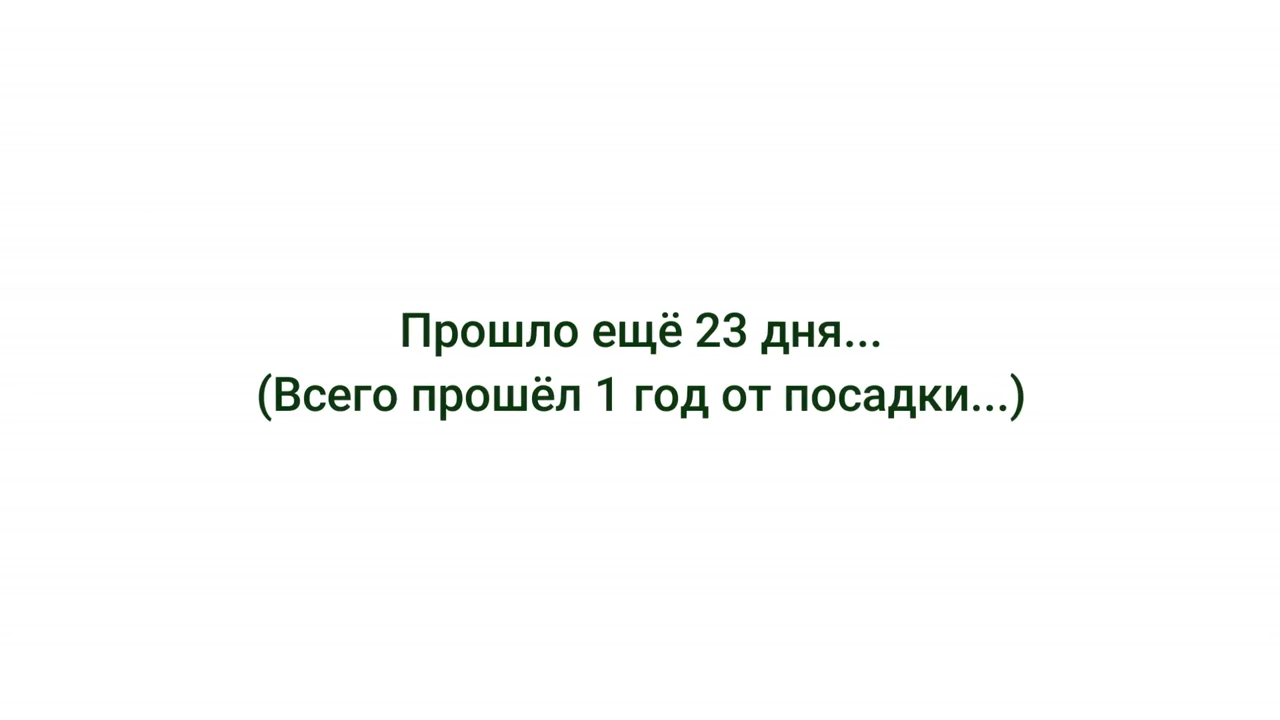 Прошло ещё 23 дня...
(Всего прошёл 1 год от посадки...)